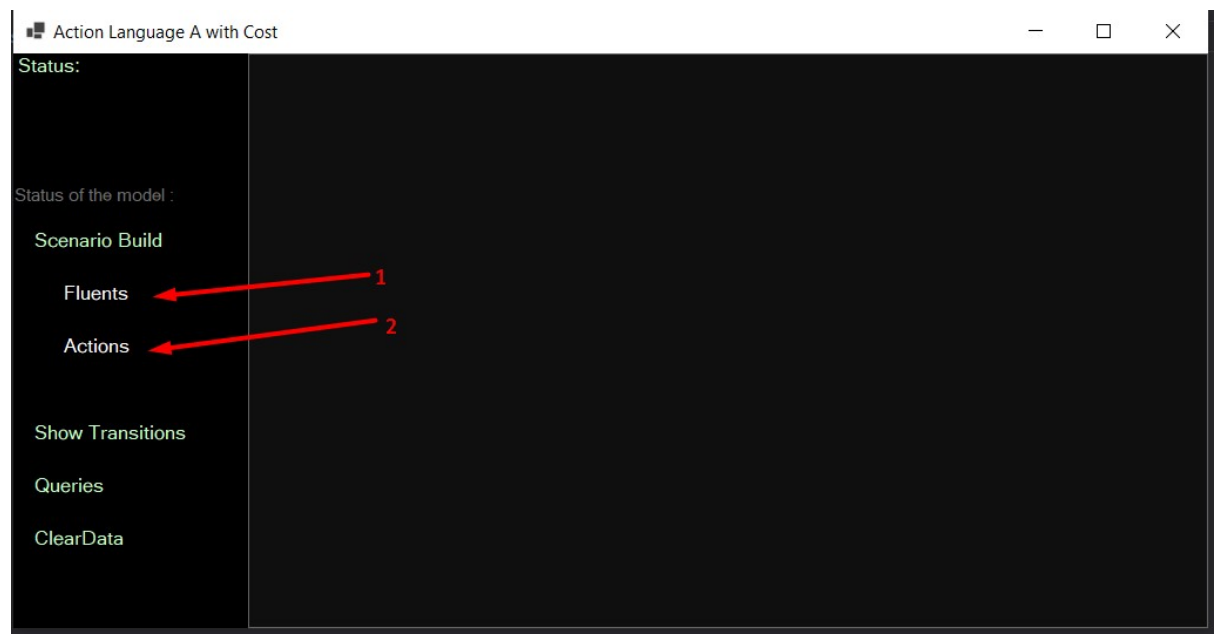 Action Language A with Cost
Status:
Status of the model :
Scenario Build
Fluents
1
Actions
2
Show Transitions
Queries
ClearData